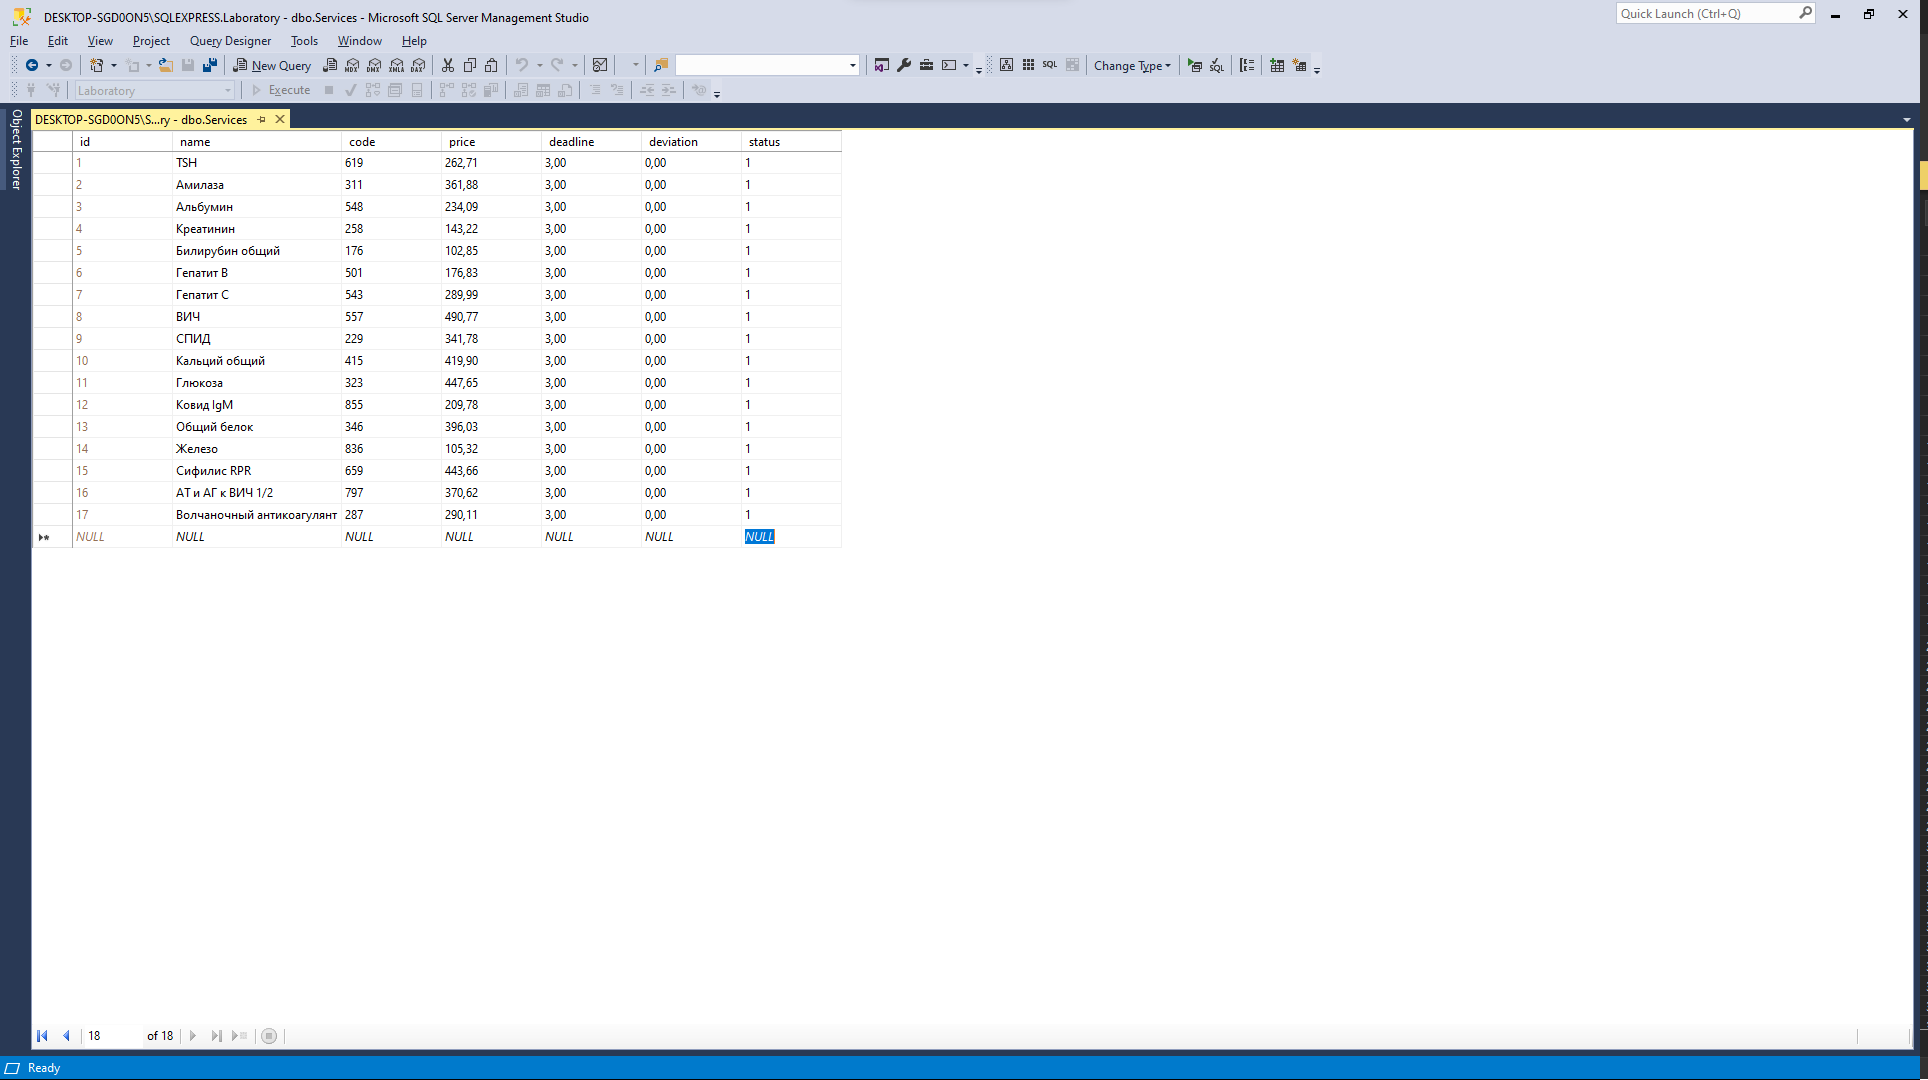 DESKTOP-SGD0ON5\SQLEXPRESS.Laboratory - dbo.Services - Microsoft SQL Server Management Studio
Quick Launch (Ctrl+Q)
File Edit View Project Query Designer Tools Window Help
New Query MDX DMX XMLA DAX SQL Change Type SQL
Laboratory Execute
Object Explorer
DESKTOP-SGD0ON5\S...ry - dbo.Services
id name code price deadline deviation status
1 TSH 619 262,71 3,00 0,00 1
2 Амилаза 311 361,88 3,00 0,00 1
3 Альбумин 548 234,09 3,00 0,00 1
4 Креатинин 258 143,22 3,00 0,00 1
5 Билирубин общий 176 102,85 3,00 0,00 1
6 Гепатит B 501 176,83 3,00 0,00 1
7 Гепатит C 543 289,99 3,00 0,00 1
8 ВИЧ 557 490,77 3,00 0,00 1
9 СПИД 229 341,78 3,00 0,00 1
10 Кальций общий 415 419,90 3,00 0,00 1
11 Глюкоза 323 447,65 3,00 0,00 1
12 Ковид IgM 855 209,78 3,00 0,00 1
13 Общий белок 346 396,03 3,00 0,00 1
14 Железо 836 105,32 3,00 0,00 1
15 Сифилис RPR 659 443,66 3,00 0,00 1
16 АТ и АГ к ВИЧ 1/2 797 370,62 3,00 0,00 1
17 Волчаночный антикоагулянт 287 290,11 3,00 0,00 1
NULL NULL NULL NULL NULL NULL NULL
18 of 18
Ready